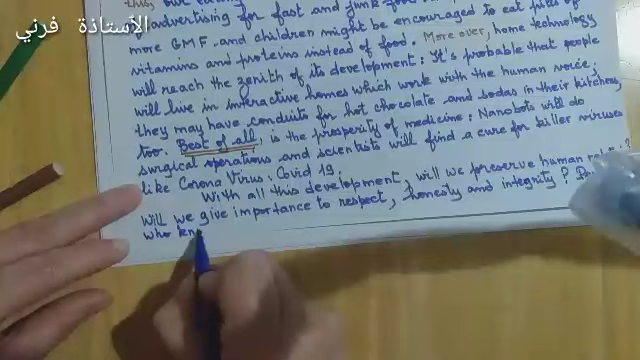 الأستاذة فرني
this, our eating
advertising for fast and junk
more GMF and children might be encouraged to eat pills of
vitamins and proteins instead of food. More over, home technology
will reach the zenith of its development: It's probable that people
will live in interactive homes which work with the human voice;
they may have conduits for hot chocolate and sodas in their kitchen,
too. Best of all, is the prosperity of medicine: Nanobots will do
surgical operations and scientists will find a cure for killer viruses
like Corona Virus: Covid 19.
With all this development, will we preserve human
Will we give importance to respect, honesty and integrity?
who kn